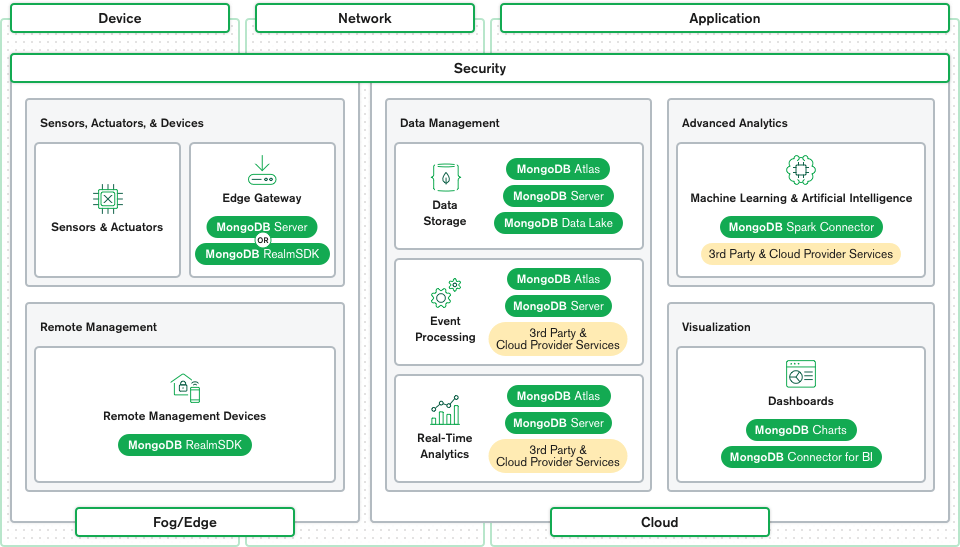 Device
Network
Application
Security
Sensors, Actuators, & Devices
Sensors & Actuators
Edge Gateway
MongoDB Server
OR
MongoDB RealmSDK
Remote Management
Remote Management Devices
MongoDB RealmSDK
Fog/Edge
Data Management
Data
Storage
MongoDB Atlas
MongoDB Server
MongoDB Data Lake
Event
Processing
MongoDB Atlas
MongoDB Server
3rd Party &
Cloud Provider Services
Real-Time
Analytics
MongoDB Atlas
MongoDB Server
3rd Party &
Cloud Provider Services
Advanced Analytics
Machine Learning & Artificial Intelligence
MongoDB Spark Connector
3rd Party & Cloud Provider Services
Visualization
Dashboards
MongoDB Charts
MongoDB Connector for BI
Cloud